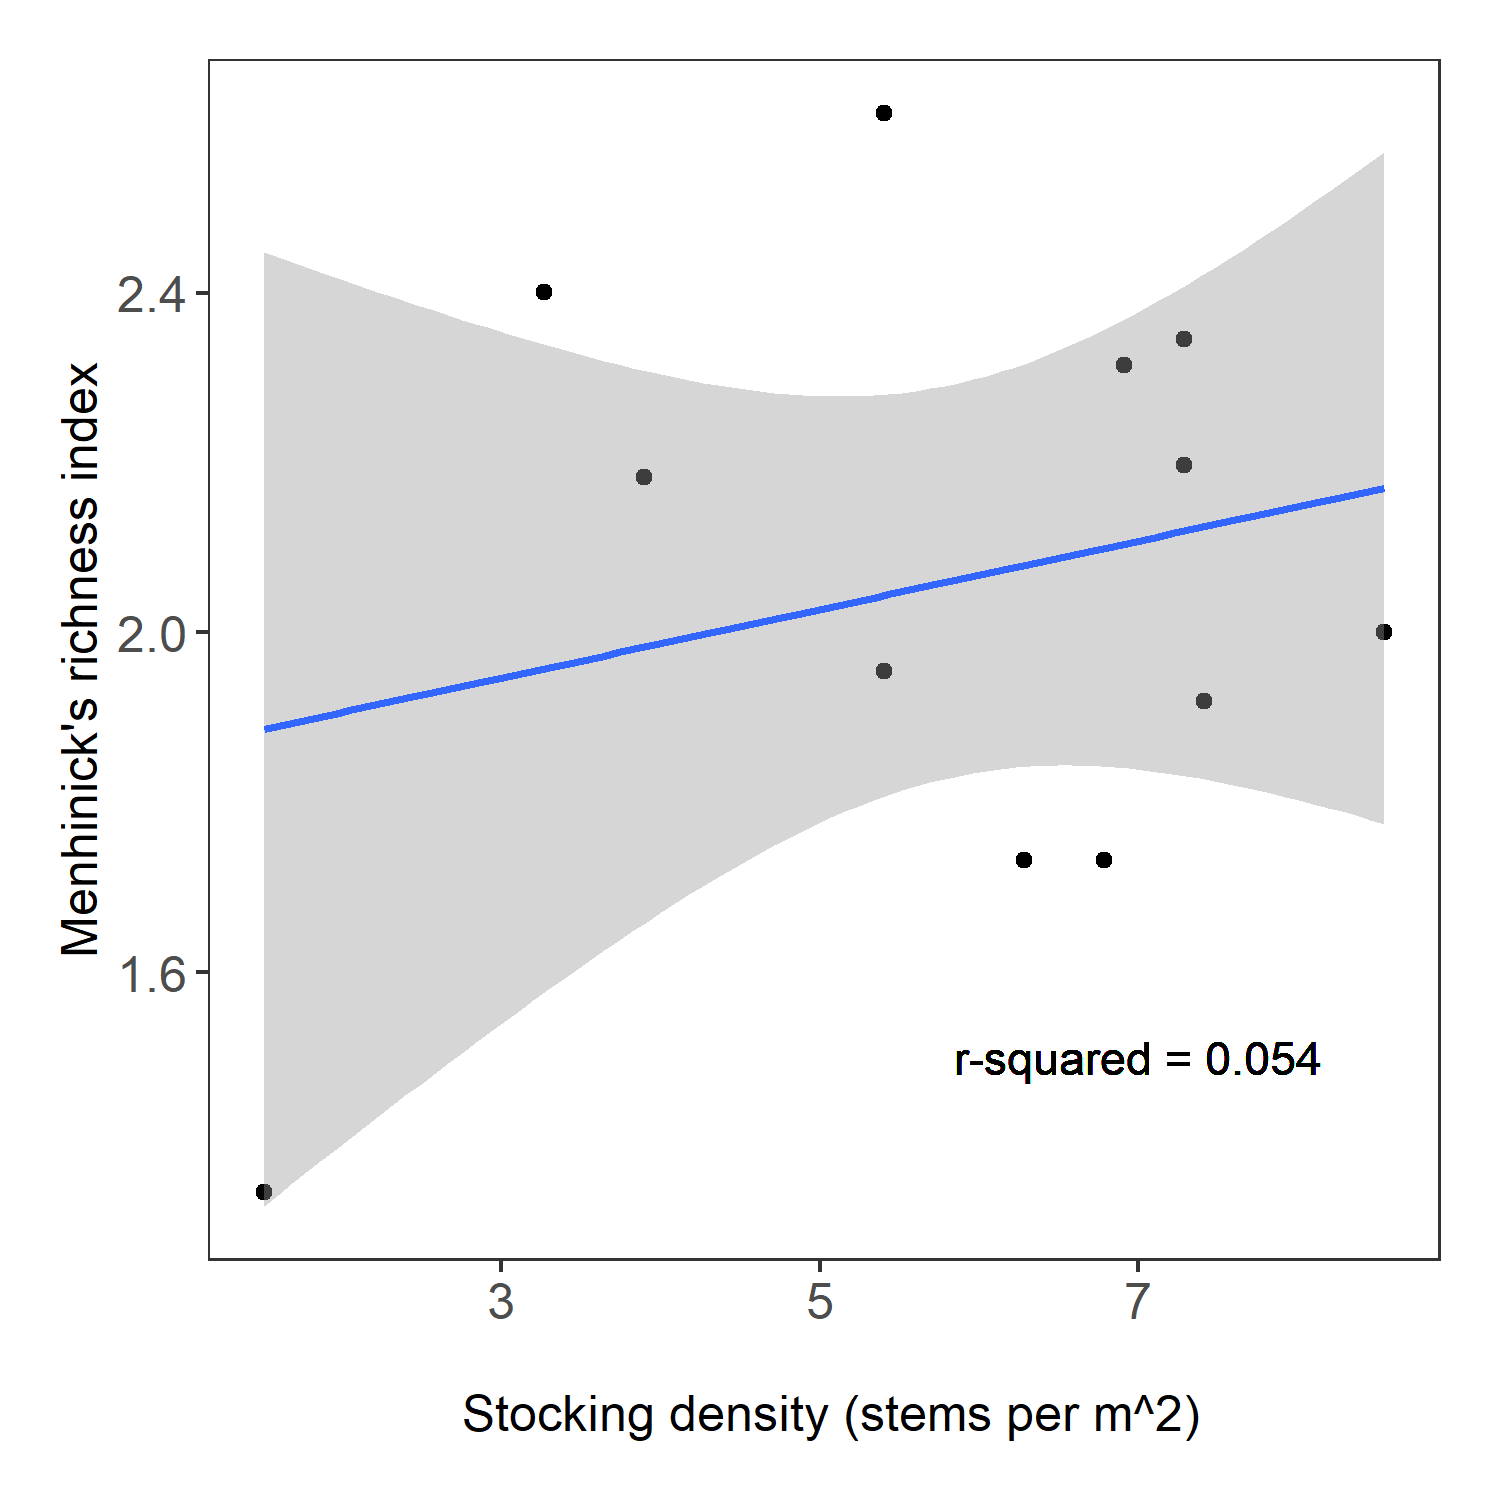 2.4
2.0
1.6
Menhinick's richness index
r-squared = 0.054
3 5 7
Stocking density (stems per m^2)